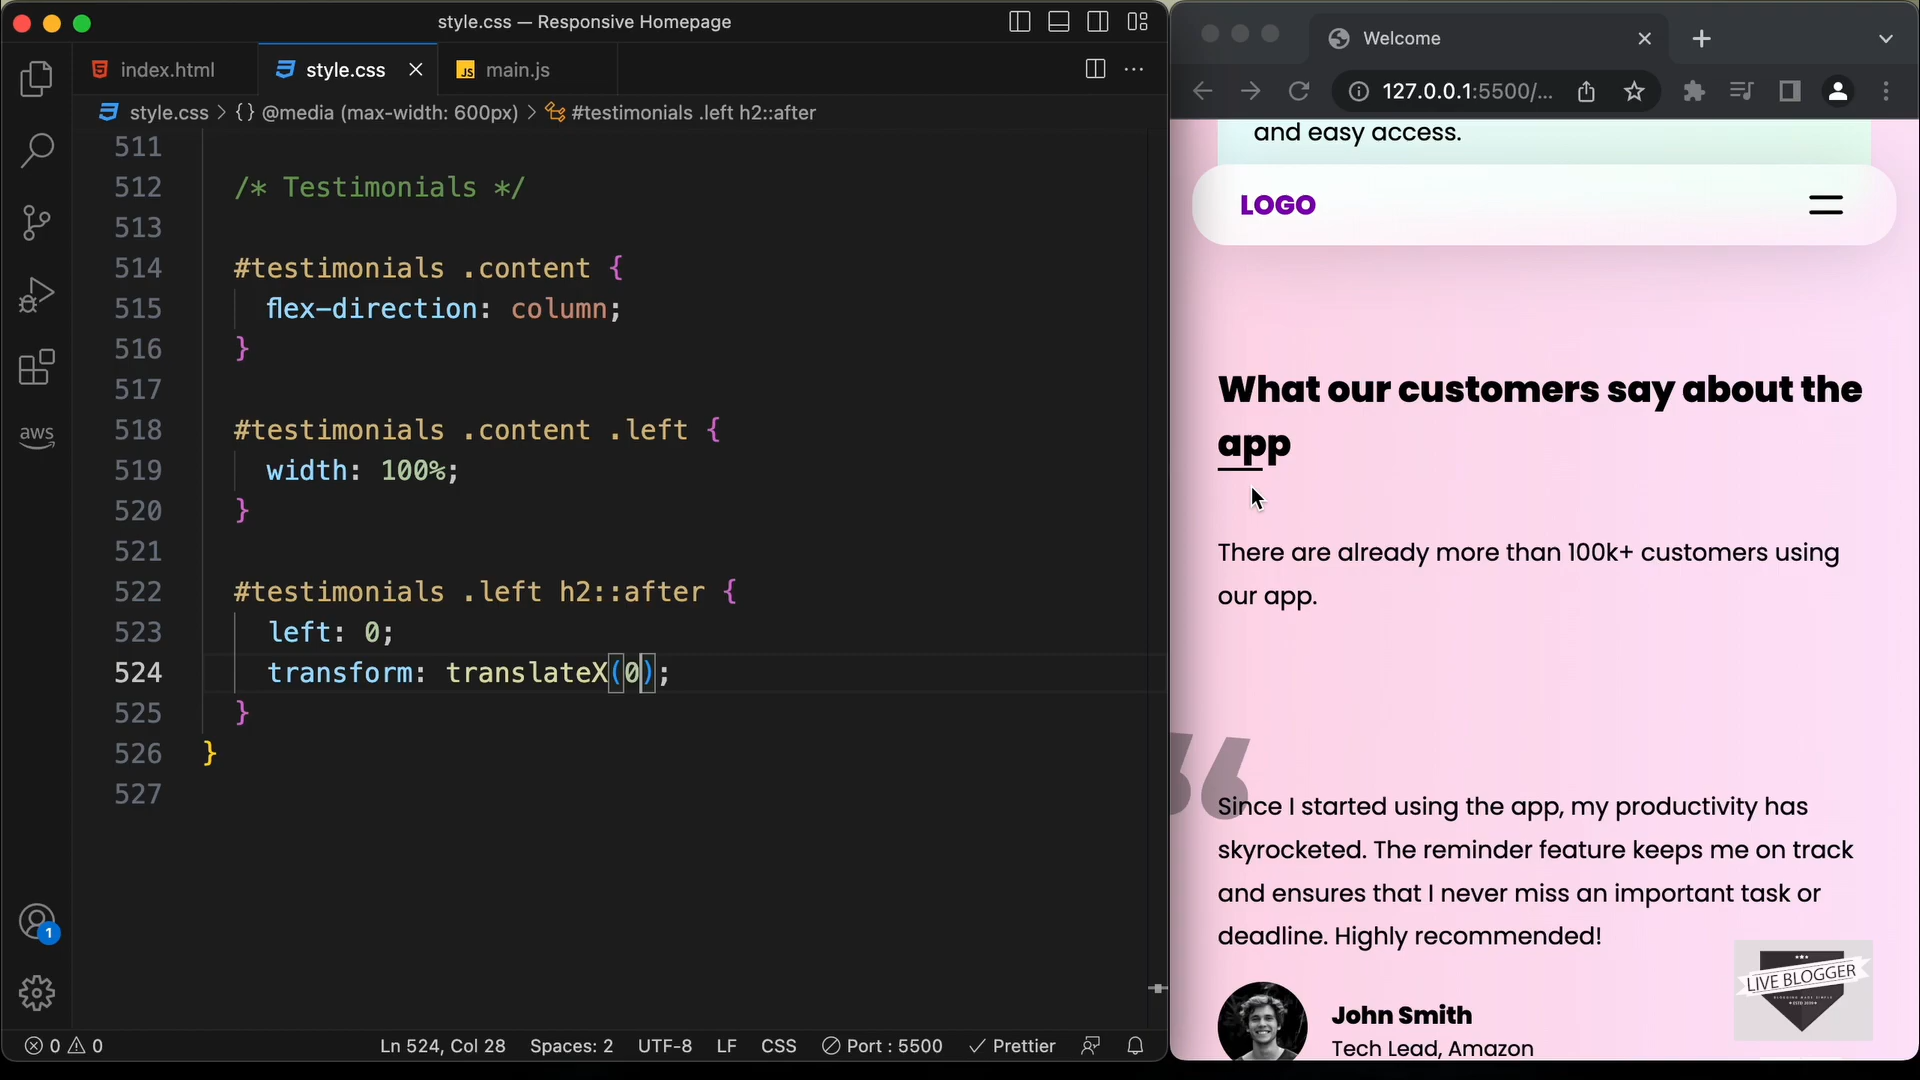 style.css — Responsive Homepage
index.html
style.css
JS main.js
style.css > {} @media (max-width: 600px) > #testimonials .left h2::after
511
512 /* Testimonials */
513
514 #testimonials .content {
515 flex-direction: column;
516 }
517
518 #testimonials .content .left {
519 width: 100%;
520 }
521
522 #testimonials .left h2::after {
523 left: 0;
524 transform: translateX(0);
525 }
526 }
527
aws
1
0 0
Ln 524, Col 28 Spaces: 2 UTF-8 LF CSS Port : 5500 Prettier
Welcome
127.0.0.1:5500/...
and easy access.
LOGO
What our customers say about the
app
There are already more than 100k+ customers using
our app.
“
Since I started using the app, my productivity has
skyrocketed. The reminder feature keeps me on track
and ensures that I never miss an important task or
deadline. Highly recommended!
John Smith
Tech Lead, Amazon
LIVE BLOGGER